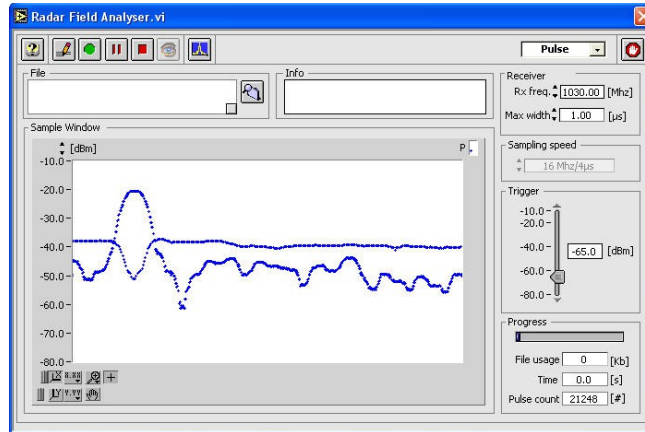 Radar Field Analyser.vi
Pulse
File
Info
Receiver
Rx freq. 1030.00 [Mhz]
Max width 1.00 [µs]
Sample Window
[dBm]
P
Sampling speed
16 Mhz/4µs
Trigger
-10.0
-20.0
-40.0
-60.0
-80.0
-65.0 [dBm]
-10.0
-20.0
-30.0
-40.0
-50.0
-60.0
-70.0
-80.0
Progress
File usage 0 [Kb]
Time 0.0 [s]
Pulse count 21248 [#]